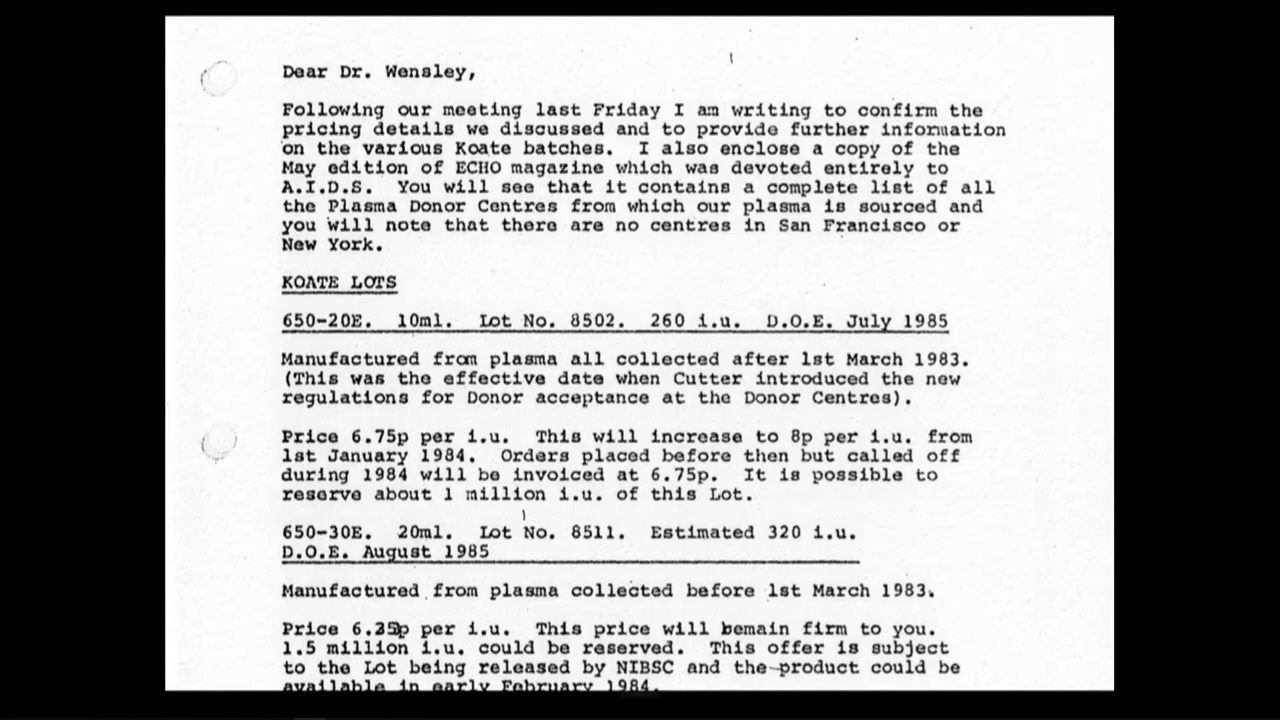 Dear Dr. Wensley,
Following our meeting last Friday I am writing to confirm the
pricing details we discussed and to provide further information
on the various Koate batches.  I also enclose a copy of the
May edition of ECHO magazine which was devoted entirely to
A.I.D.S.  You will see that it contains a complete list of all
the Plasma Donor Centres from which our plasma is sourced and
you will note that there are no centres in San Francisco or
New York.
KOATE LOTS
650-20E.  10ml.  Lot No. 8502.  260 i.u.  D.O.E. July 1985
Manufactured from plasma all collected after 1st March 1983.
(This was the effective date when Cutter introduced the new
regulations for Donor acceptance at the Donor Centres).
Price 6.75p per i.u.  This will increase to 8p per i.u. from
1st January 1984.  Orders placed before then but called off
during 1984 will be invoiced at 6.75p.  It is possible to
reserve about 1 million i.u. of this Lot.
650-30E.  20ml.  Lot No. 8511.  Estimated 320 i.u.
D.O.E. August 1985
Manufactured from plasma collected before 1st March 1983.
Price 6.35p per i.u.  This price will bemain firm to you.
1.5 million i.u. could be reserved.  This offer is subject
to the Lot being released by NIBSC and the product could be
available in early February 1984.